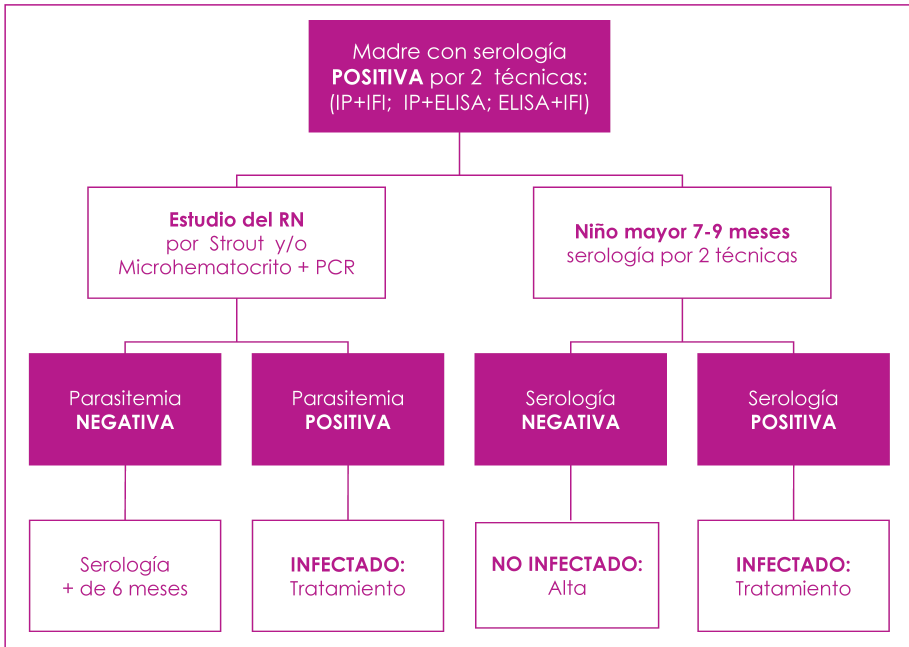 Madre con serología
POSITIVA por 2 técnicas:
(IP+IFI; IP+ELISA; ELISA+IFI)
Estudio del RN
por Strout y/o
Microhematocrito + PCR
Niño mayor 7-9 meses
serología por 2 técnicas
Parasitemia
NEGATIVA
Parasitemia
POSITIVA
Serología
NEGATIVA
Serología
POSITIVA
Serología
+ de 6 meses
INFECTADO:
Tratamiento
NO INFECTADO:
Alta
INFECTADO:
Tratamiento